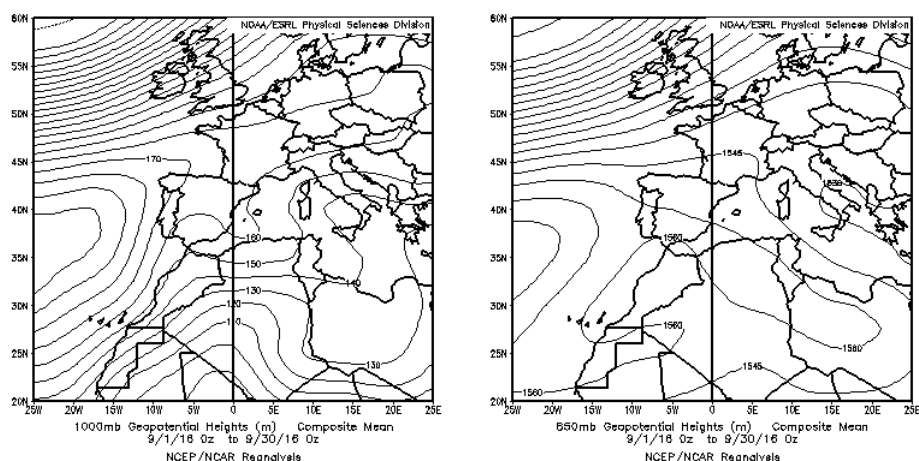 NOAA/ESRL Physical Sciences Division
60N
55N
50N
45N
40N
35N
30N
25N
20N
170
160
150
140
130
120
110
130
25W 20W 15W 10W 5W 0 5E 10E 15E 20E 25E
1000mb Geopotential Heights (m) Composite Mean
9/1/16 0z to 9/30/16 0z
NCEP/NCAR Reanalysis
NOAA/ESRL Physical Sciences Division
60N
55N
50N
45N
40N
35N
30N
25N
20N
1545
1530
1560
1560
1560
1545
1560
25W 20W 15W 10W 5W 0 5E 10E 15E 20E 25E
850mb Geopotential Heights (m) Composite Mean
9/1/16 0z to 9/30/16 0z
NCEP/NCAR Reanalysis